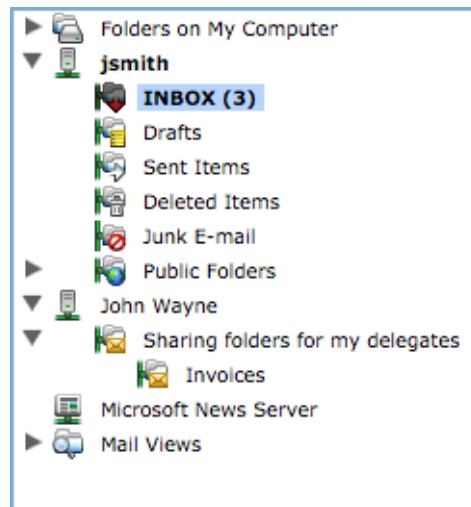 Folders on My Computer
jsmith
INBOX (3)
Drafts
Sent Items
Deleted Items
Junk E-mail
Public Folders
John Wayne
Sharing folders for my delegates
Invoices
Microsoft News Server
Mail Views